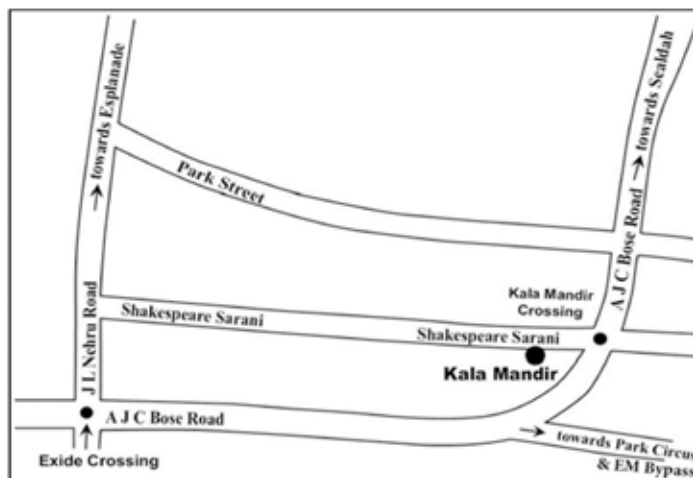 towards Esplanade
towards Sealdah
Park Street
A J C Bose Road
Kala Mandir
Crossing
J L Nehru Road
Shakespeare Sarani
Shakespeare Sarani
Kala Mandir
A J C Bose Road
towards Park Circus
& EM Bypass
Exide Crossing